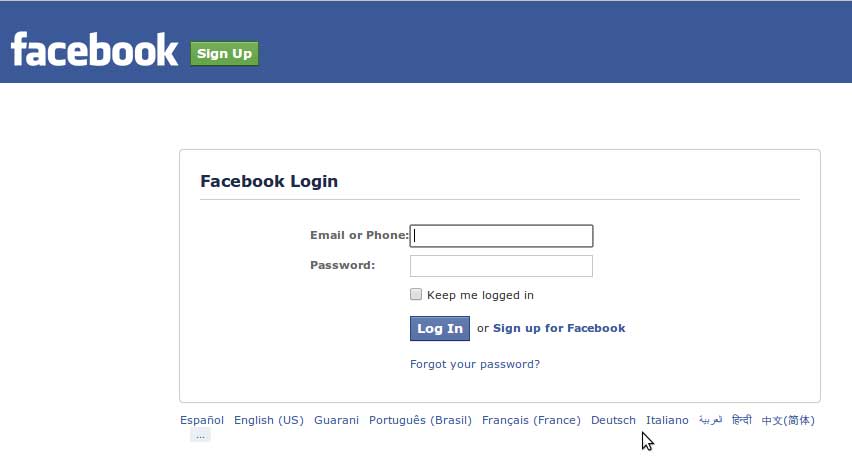 facebook Sign Up
Facebook Login
Email or Phone:
Password:
Keep me logged in
Log In or Sign up for Facebook
Forgot your password?
Español English (US) Guarani Português (Brasil) Français (France) Deutsch Italiano العربية हिन्दी 中文(简体)
...